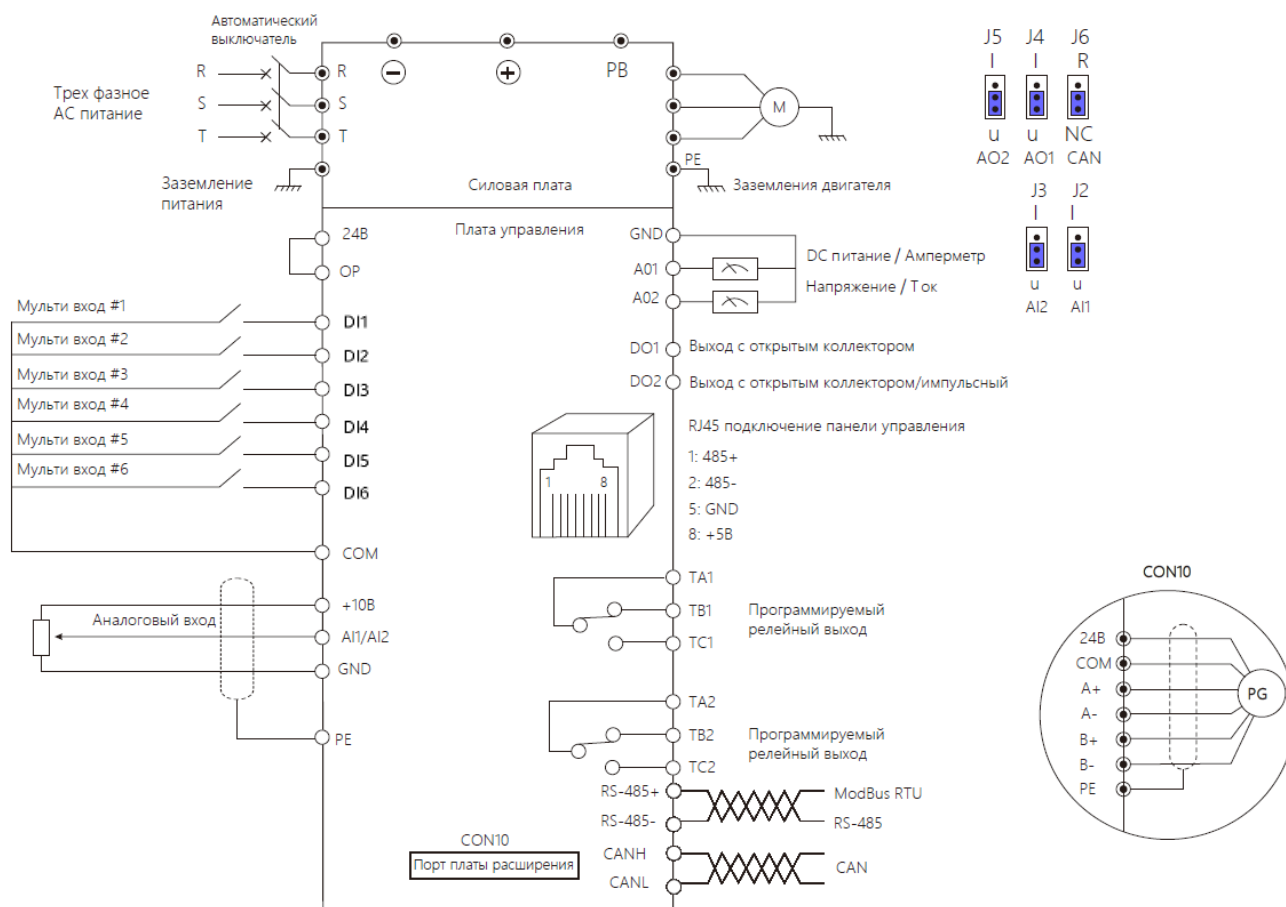 Автоматический
выключатель
R
S
T
Трех фазное
АС питание
R
S
T
PB
M
PE
Заземление
питания
Силовая плата
Заземления двигателя
J5
J4
J6
I
I
R
u
u
NC
AO2
AO1
CAN
J3
J2
I
I
u
u
AI2
AI1
Плата управления
24В
OP
GND
A01
A02
DC питание / Амперметр
Напряжение / Ток
Мульти вход #1
DI1
Мульти вход #2
DI2
Мульти вход #3
DI3
Мульти вход #4
DI4
Мульти вход #5
DI5
Мульти вход #6
DI6
COM
DO1
Выход с открытым коллектором
DO2
Выход с открытым коллектором/импульсный
RJ45 подключение панели управления
1
8
1: 485+
2: 485-
5: GND
8: +5В
+10В
Аналоговый вход
AI1/AI2
GND
PE
TA1
TB1
TC1
Программируемый
релейный выход
TA2
TB2
TC2
Программируемый
релейный выход
RS-485+
ModBus RTU
RS-485-
RS-485
CON10
Порт платы расширения
CANH
CANL
CAN
CON10
24В
COM
A+
A-
B+
B-
PE
PG